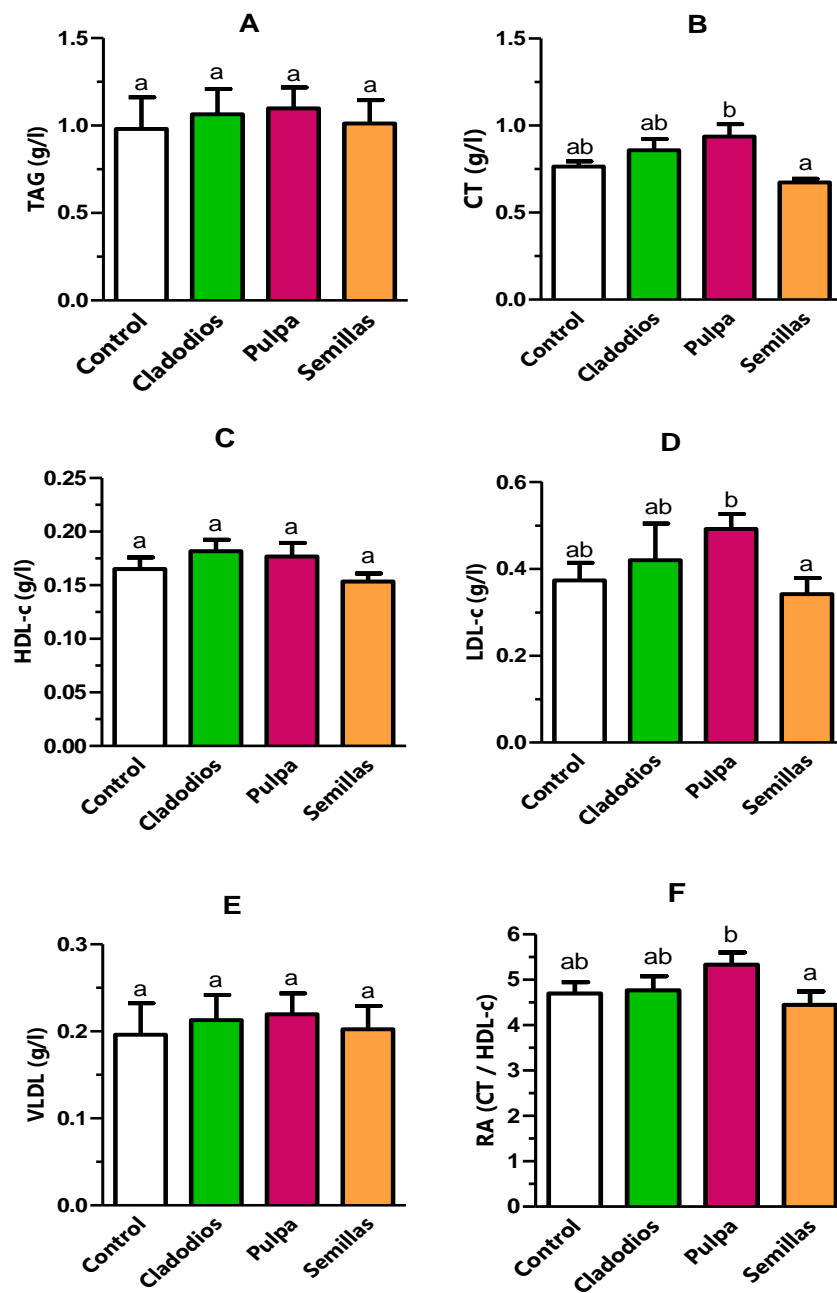 A
TAG (g/l)
1.5
1.0
0.5
0.0
a a a a
Control Cladodios Pulpa Semillas
B
CT (g/l)
1.5
1.0
0.5
0.0
ab ab b a
Control Cladodios Pulpa Semillas
C
HDL-c (g/l)
0.25
0.20
0.15
0.10
0.05
0.00
a a a a
Control Cladodios Pulpa Semillas
D
LDL-c (g/l)
0.6
0.4
0.2
0.0
ab ab b a
Control Cladodios Pulpa Semillas
E
VLDL (g/l)
0.3
0.2
0.1
0.0
a a a a
Control Cladodios Pulpa Semillas
F
RA (CT / HDL-c)
6
5
4
3
2
1
0
ab ab b a
Control Cladodios Pulpa Semillas